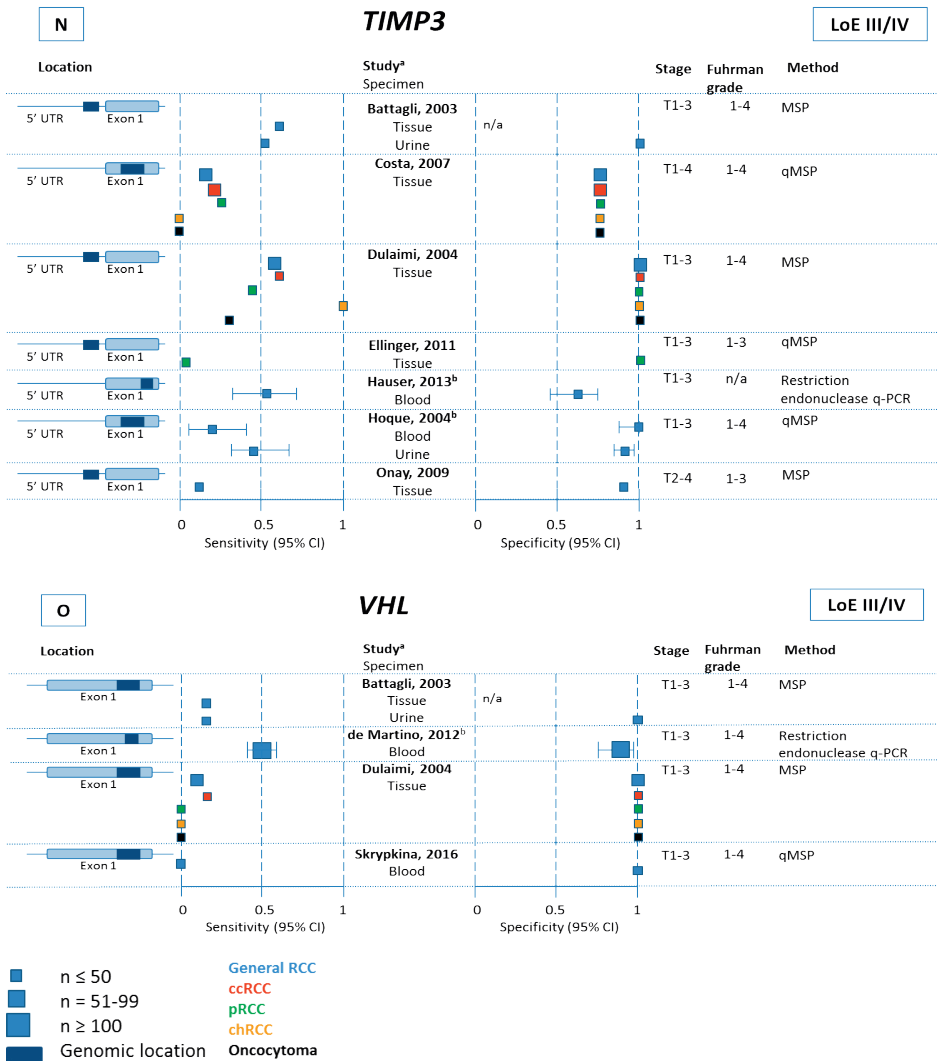 N
TIMP3
LoE III/IV
Location
Studyᵃ
Specimen
Stage
Fuhrman grade
Method
5’ UTR Exon 1
Battagli, 2003
Tissue
Urine
n/a
T1-3 1-4 MSP
5’ UTR Exon 1
Costa, 2007
Tissue
T1-4 1-4 qMSP
5’ UTR Exon 1
Dulaimi, 2004
Tissue
T1-3 1-4 MSP
5’ UTR Exon 1
Ellinger, 2011
Tissue
T1-3 1-3 qMSP
5’ UTR Exon 1
Hauser, 2013ᵇ
Blood
T1-3 n/a Restriction
endonuclease q-PCR
5’ UTR Exon 1
Hoque, 2004ᵇ
Blood
Urine
T1-3 1-4 qMSP
5’ UTR Exon 1
Onay, 2009
Tissue
T2-4 1-3 MSP
0 0.5 1 0 0.5 1
Sensitivity (95% CI) Specificity (95% CI)
O
VHL
LoE III/IV
Location
Studyᵃ
Specimen
Stage
Fuhrman grade
Method
Exon 1
Battagli, 2003
Tissue
Urine
n/a
T1-3 1-4 MSP
Exon 1
de Martino, 2012ᵇ
Blood
T1-3 1-4 Restriction
endonuclease q-PCR
Exon 1
Dulaimi, 2004
Tissue
T1-3 1-4 MSP
Exon 1
Skrypkina, 2016
Blood
T1-3 1-4 qMSP
0 0.5 1 0 0.5 1
Sensitivity (95% CI) Specificity (95% CI)
n ≤ 50
n = 51-99
n ≥ 100
Genomic location
General RCC
ccRCC
pRCC
chRCC
Oncocytoma